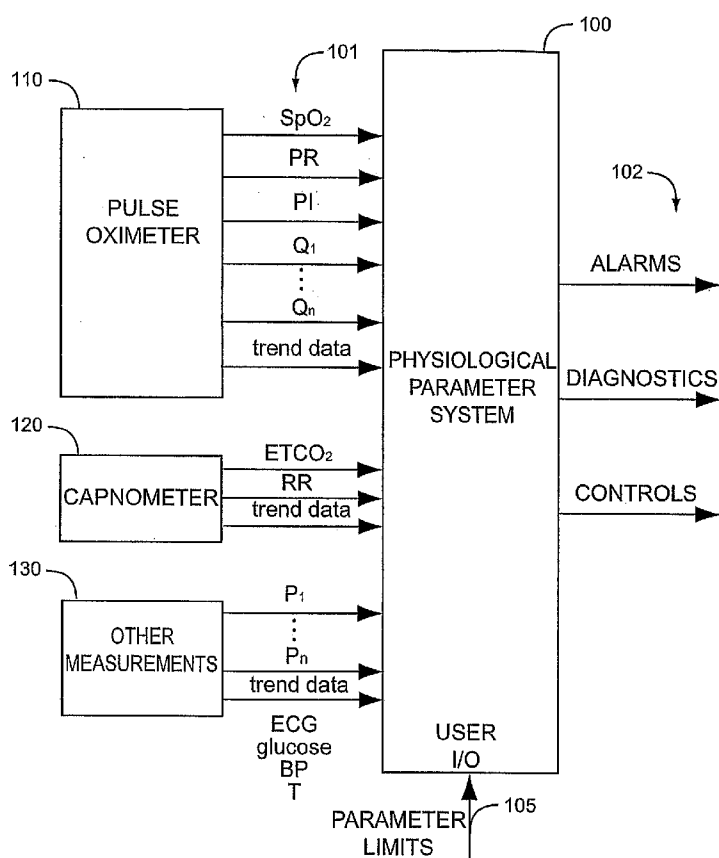 100
101
110
SpO2
PR
102
PI
PULSE
OXIMETER
Q1
ALARMS
Qn
trend data
PHYSIOLOGICAL
PARAMETER
SYSTEM
DIAGNOSTICS
120
ETCO2
CAPNOMETER
RR
trend data
CONTROLS
130
P1
OTHER
MEASUREMENTS
Pn
trend data
ECG
glucose
BP
T
USER
I/O
105
PARAMETER
LIMITS